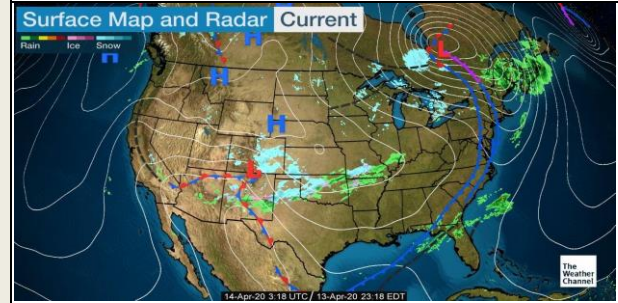 Surface Map and Radar Current
Rain Ice Snow
H
H
H
H
L
L
The
Weather
Channel
14-Apr-20 3:18 UTC / 13-Apr-20 23:18 EDT